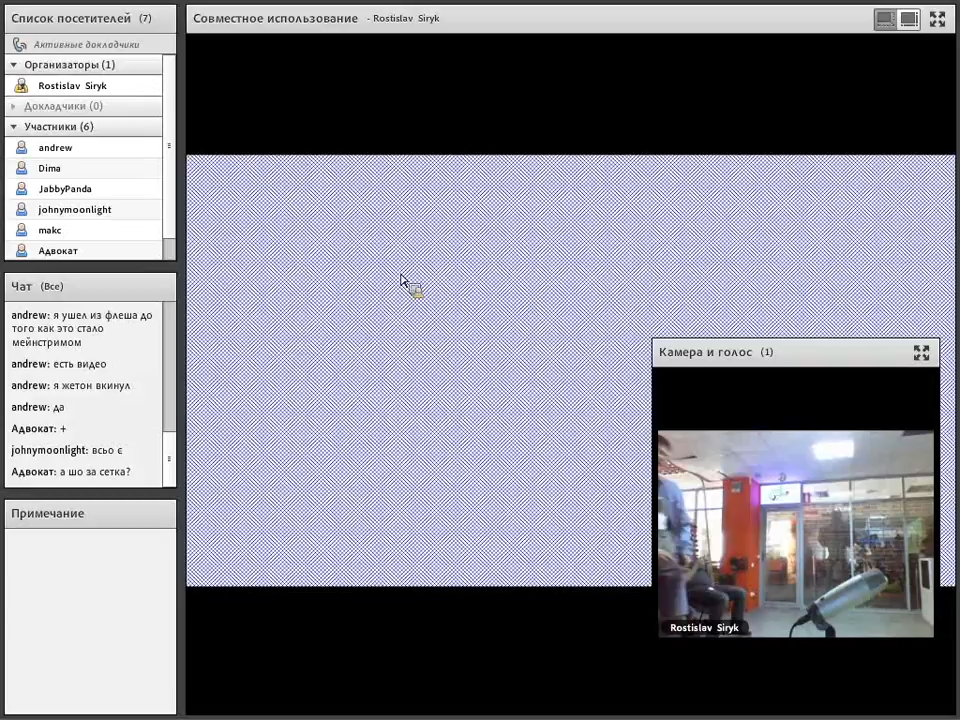 Список посетителей (7)
Активные докладчики
Организаторы (1)
Rostislav Siryk
Докладчики (0)
Участники (6)
andrew
Dima
JabbyPanda
johnymoonlight
makc
Адвокат
Чат (Все)
andrew: я ушел из флеша до
того как это стало
мейнстримом
andrew: есть видео
andrew: я жетон вкинул
andrew: да
Адвокат: +
johnymoonlight: всьо є
Адвокат: а шо за сетка?
Примечание
Совместное использование - Rostislav Siryk
Камера и голос (1)
Rostislav Siryk